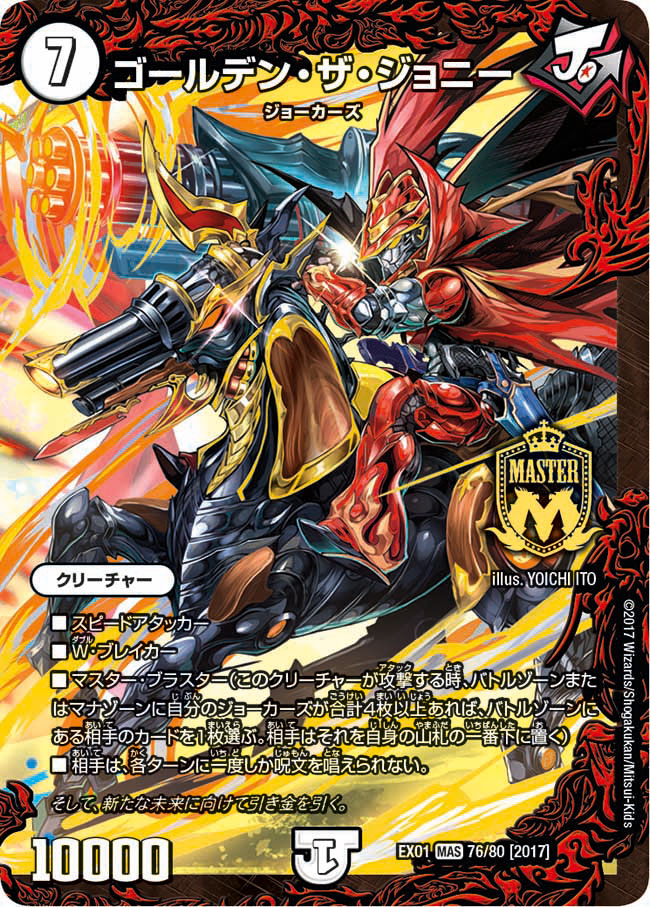 7
ゴールデン・ザ・ジョニー
ジョーカーズ
J
MASTER
M
illus. YOICHI ITO
クリーチャー
■ スピードアタッカー
■ W・ブレイカー
■ マスター・ブラスター(このクリーチャーが攻撃する時、バトルゾーンまた
はマナゾーンに自分のジョーカーズが合計4枚以上あれば、バトルゾーンに
ある相手のカードを1枚選ぶ。相手はそれを自身の山札の一番下に置く)
■ 相手は、各ターンに一度しか呪文を唱えられない。
そして、新たな未来に向けて引き金を引く。
10000
EX01 MAS 76/80 [2017]
©2017 Wizards/Shogakukan/Mitsui-Kids